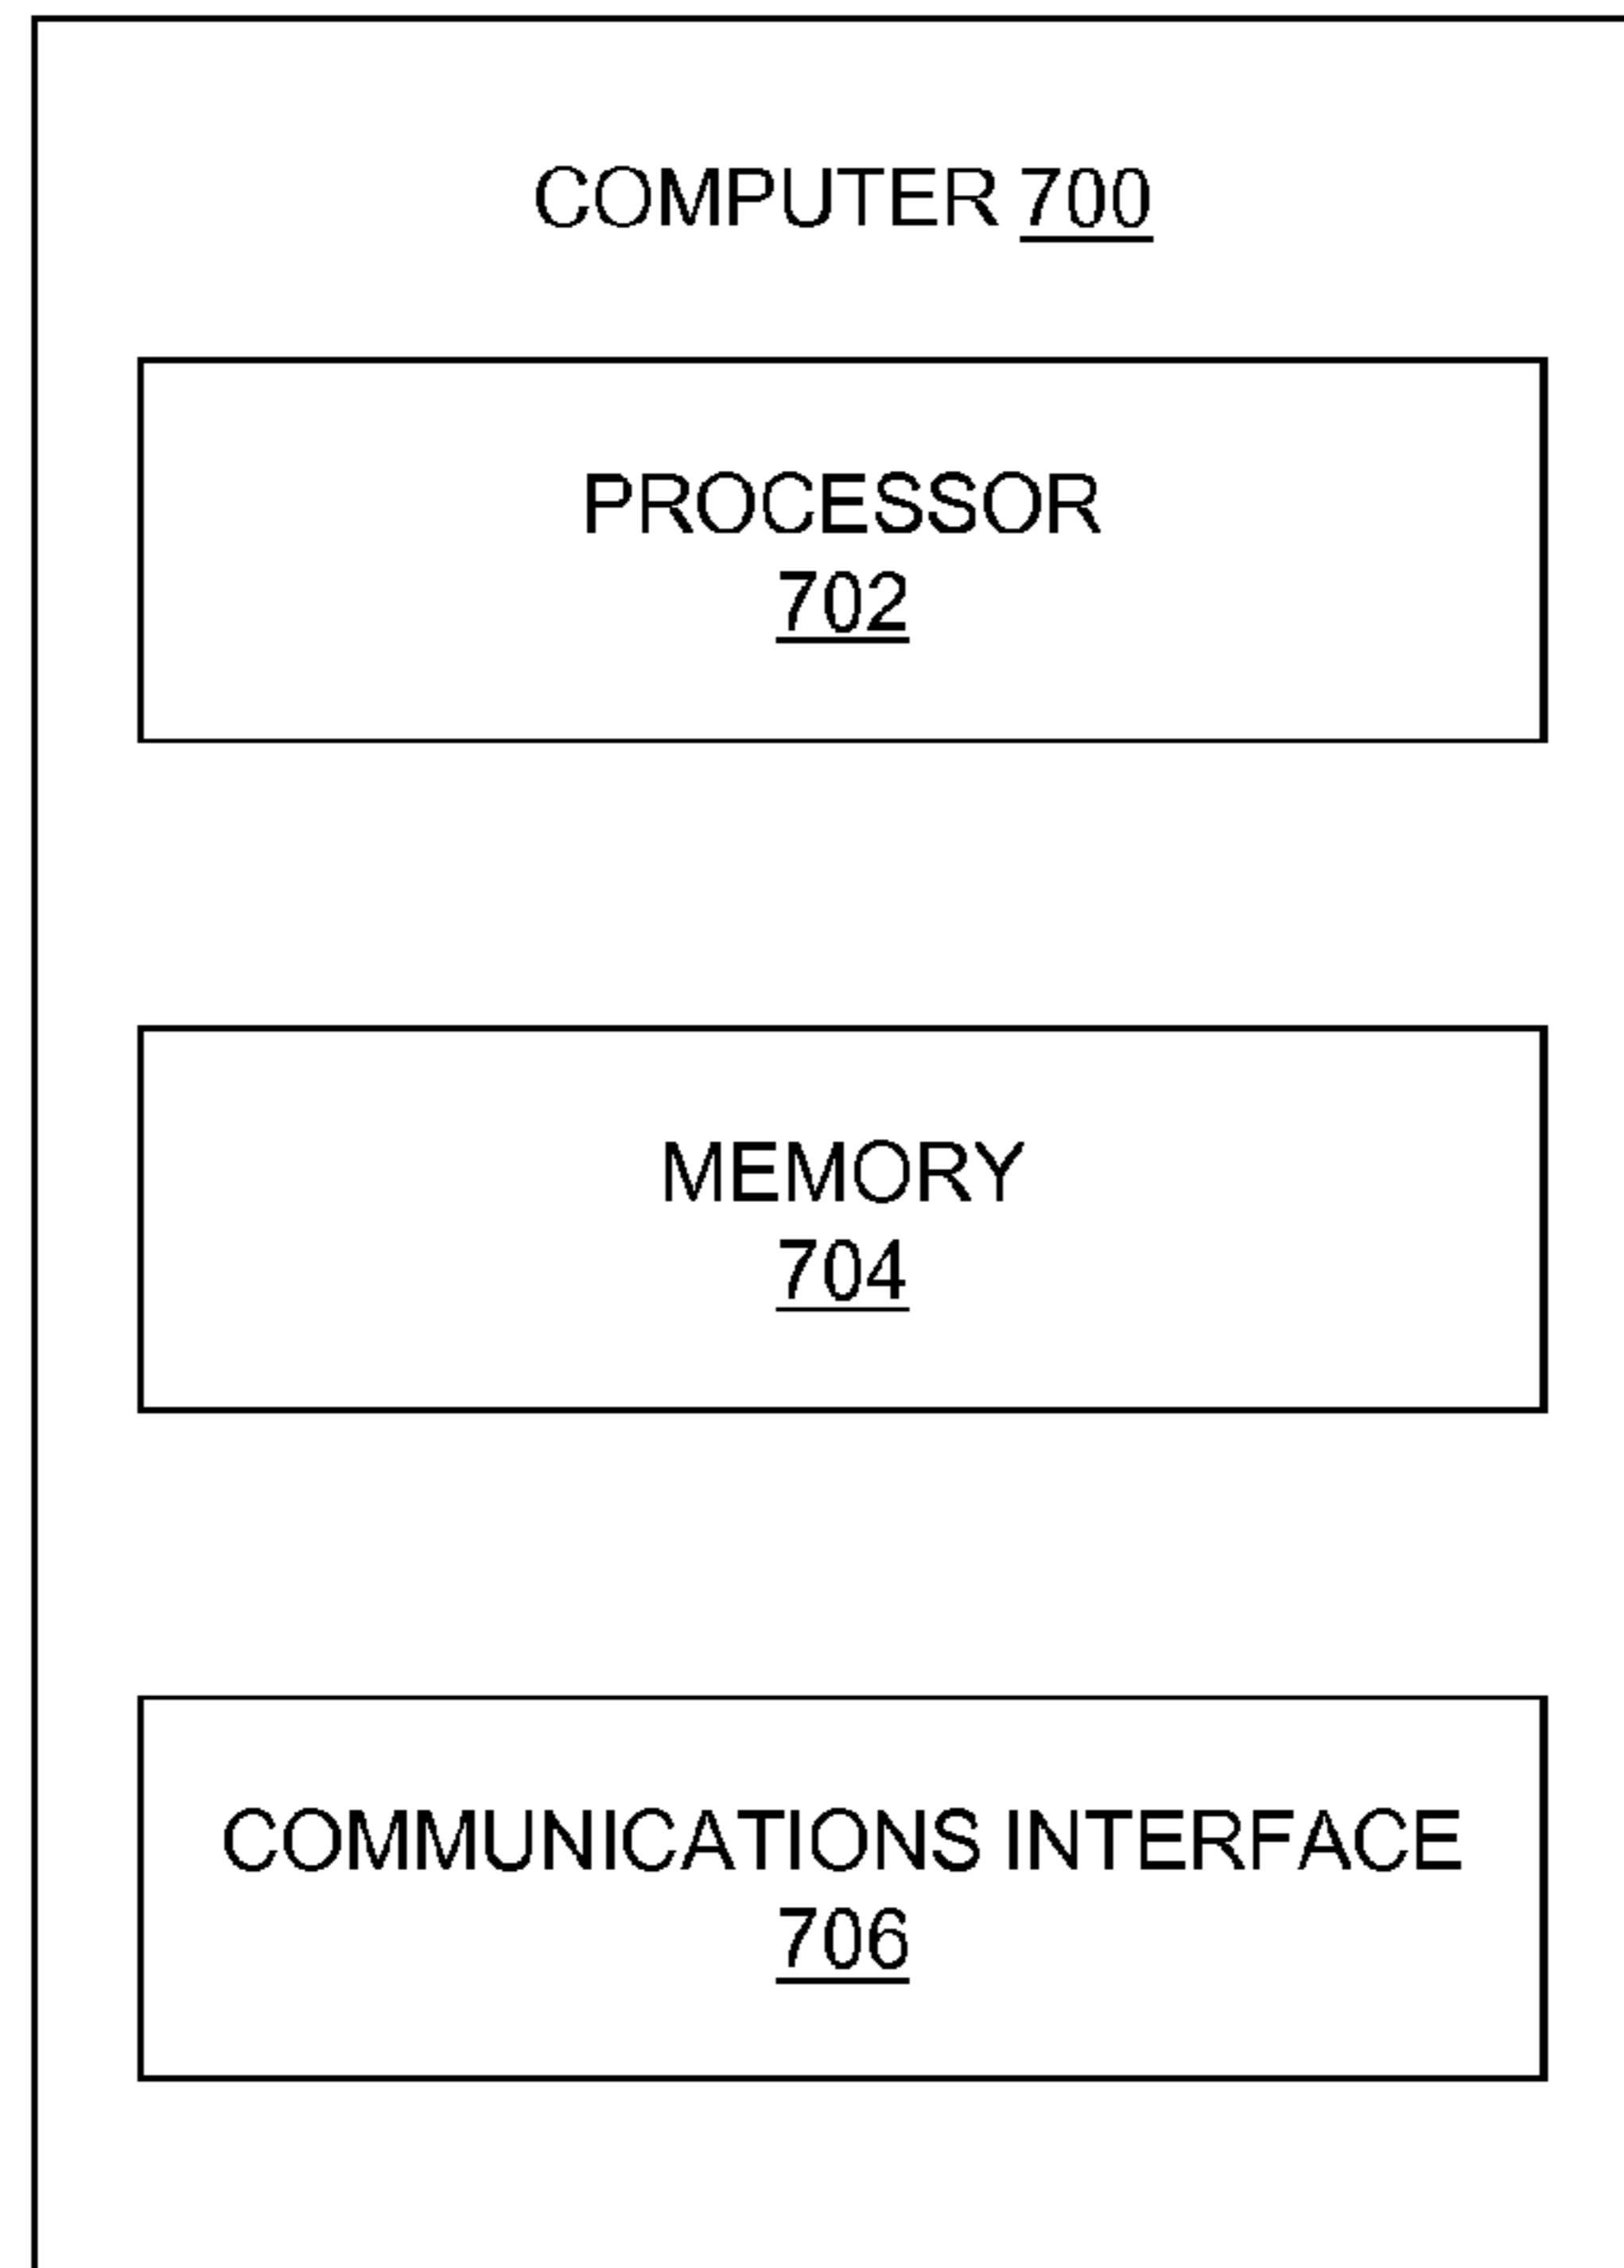 COMPUTER 700
PROCESSOR
702
MEMORY
704
COMMUNICATIONS INTERFACE
706